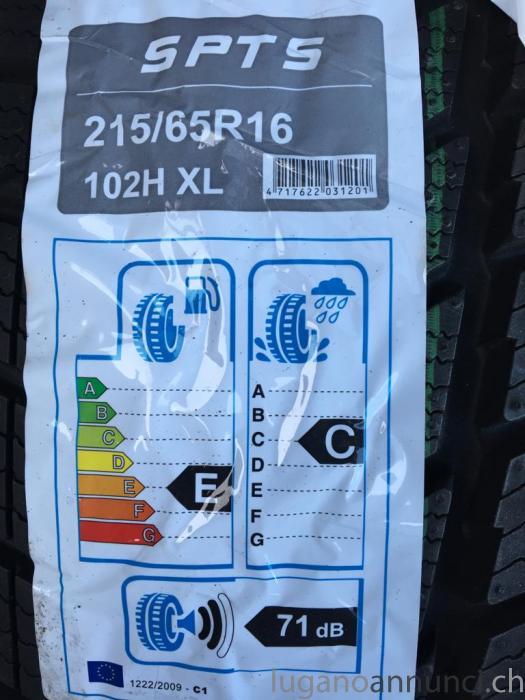 SPTS
215/65R16
102H XL
4 717622 031201
A
B
C
D
E
F
G
E
A
B
C
D
E
F
G
C
71 dB
1222/2009 - C1
luganoannunci.ch